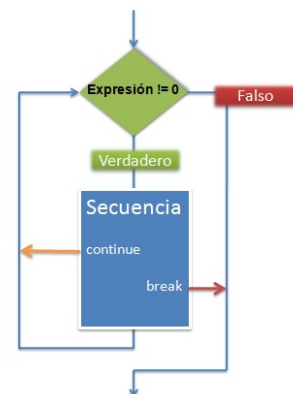 Expresión != 0
Falso
Verdadero
Secuencia
continue
break